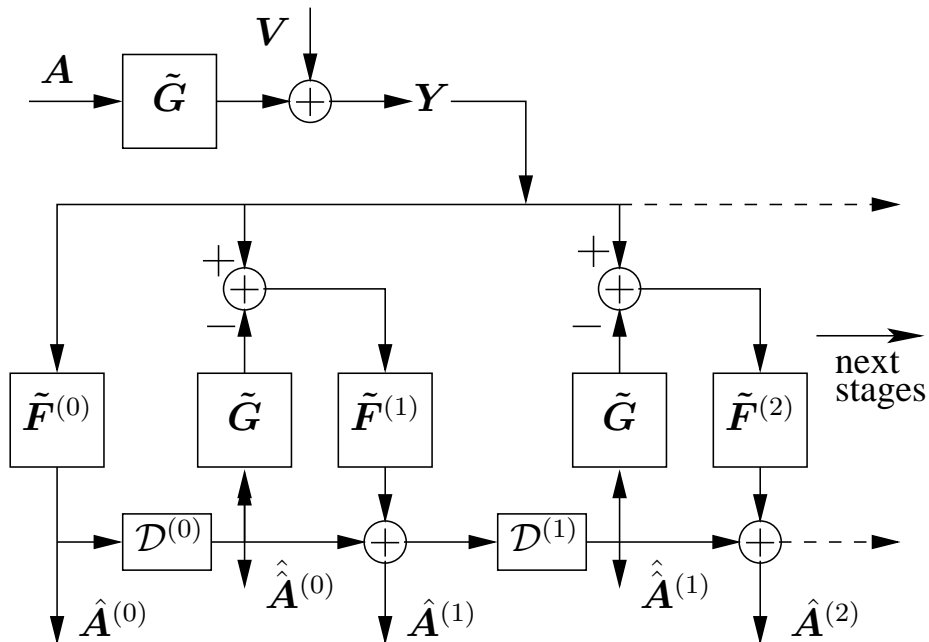 V
A
G̃
+
Y
+
−
+
+
−
+
F̃⁽⁰⁾
G̃
F̃⁽¹⁾
G̃
F̃⁽²⁾
next
stages
𝒟⁽⁰⁾
+
𝒟⁽¹⁾
+
Â⁽⁰⁾
Â̂⁽⁰⁾
Â⁽¹⁾
Â̂⁽¹⁾
Â⁽²⁾